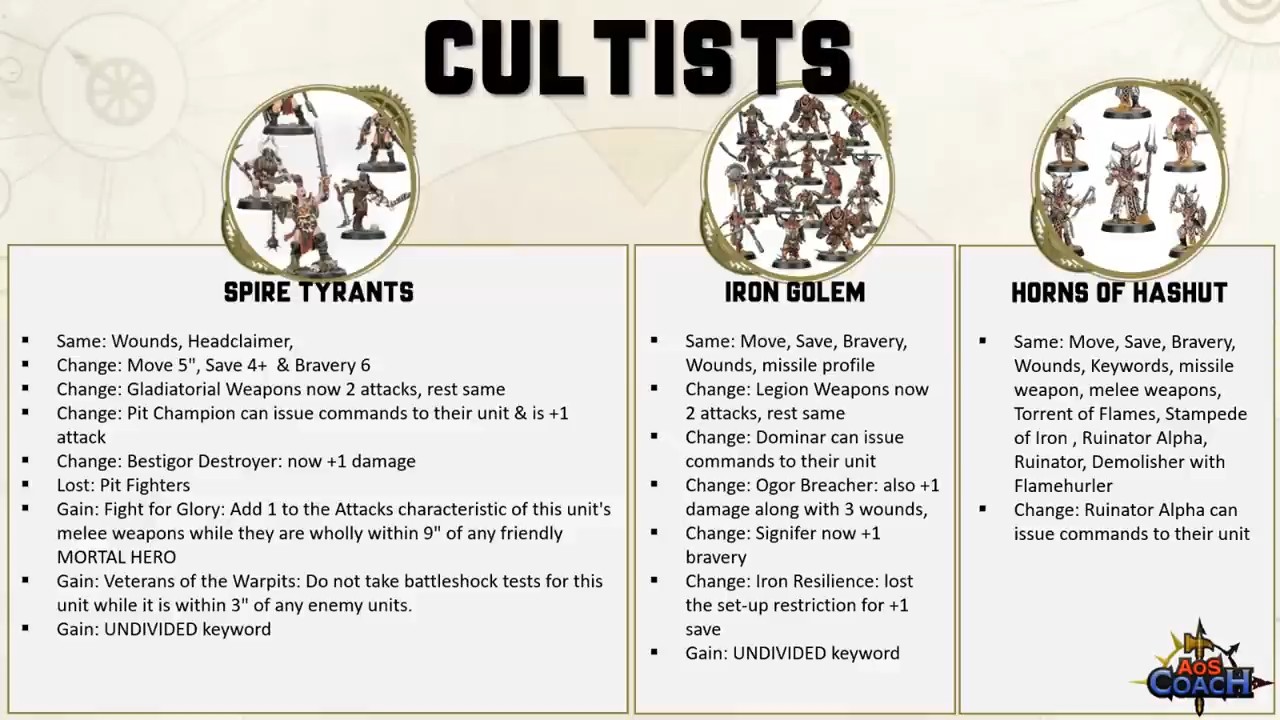 CULTISTS
SPIRE TYRANTS
▪ Same: Wounds, Headclaimer,
▪ Change: Move 5", Save 4+ & Bravery 6
▪ Change: Gladiatorial Weapons now 2 attacks, rest same
▪ Change: Pit Champion can issue commands to their unit & is +1
attack
▪ Change: Bestigor Destroyer: now +1 damage
▪ Lost: Pit Fighters
▪ Gain: Fight for Glory: Add 1 to the Attacks characteristic of this unit's
melee weapons while they are wholly within 9" of any friendly
MORTAL HERO
▪ Gain: Veterans of the Warpits: Do not take battleshock tests for this
unit while it is within 3" of any enemy units.
▪ Gain: UNDIVIDED keyword
IRON GOLEM
▪ Same: Move, Save, Bravery,
Wounds, missile profile
▪ Change: Legion Weapons now
2 attacks, rest same
▪ Change: Dominar can issue
commands to their unit
▪ Change: Ogor Breacher: also +1
damage along with 3 wounds,
▪ Change: Signifer now +1
bravery
▪ Change: Iron Resilience: lost
the set-up restriction for +1
save
▪ Gain: UNDIVIDED keyword
HORNS OF HASHUT
▪ Same: Move, Save, Bravery,
Wounds, Keywords, missile
weapon, melee weapons,
Torrent of Flames, Stampede
of Iron , Ruinator Alpha,
Ruinator, Demolisher with
Flamehurler
▪ Change: Ruinator Alpha can
issue commands to their unit
AoS
COACH